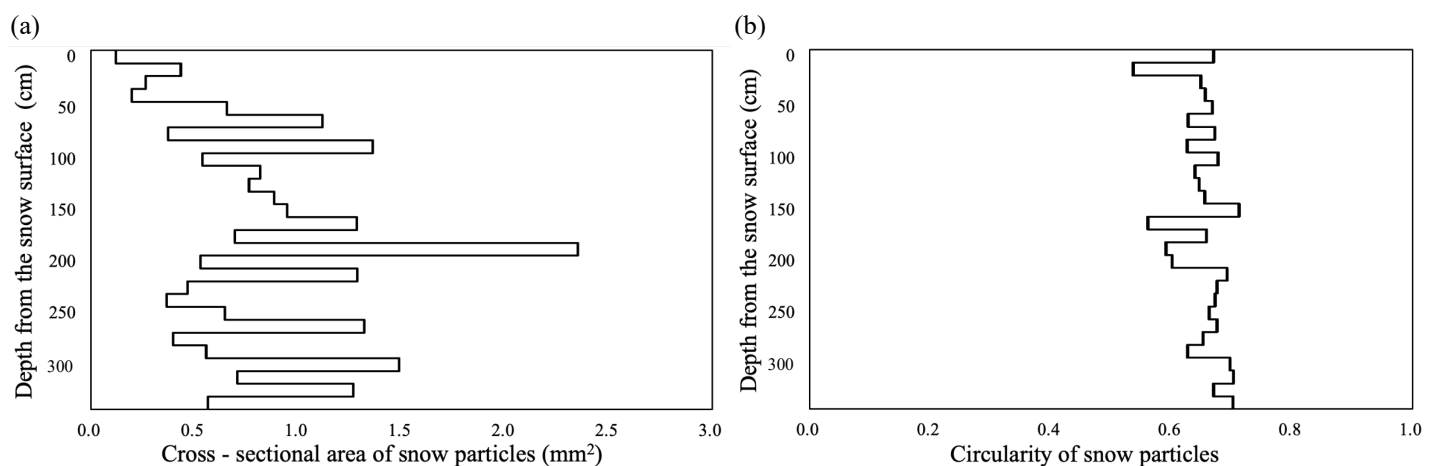 (a)
Depth from the snow surface (cm)
0
50
100
150
200
250
300
0.0 0.5 1.0 1.5 2.0 2.5 3.0
Cross - sectional area of snow particles (mm²)
(b)
Depth from the snow surface (cm)
0
50
100
150
200
250
300
0.0 0.2 0.4 0.6 0.8 1.0
Circularity of snow particles